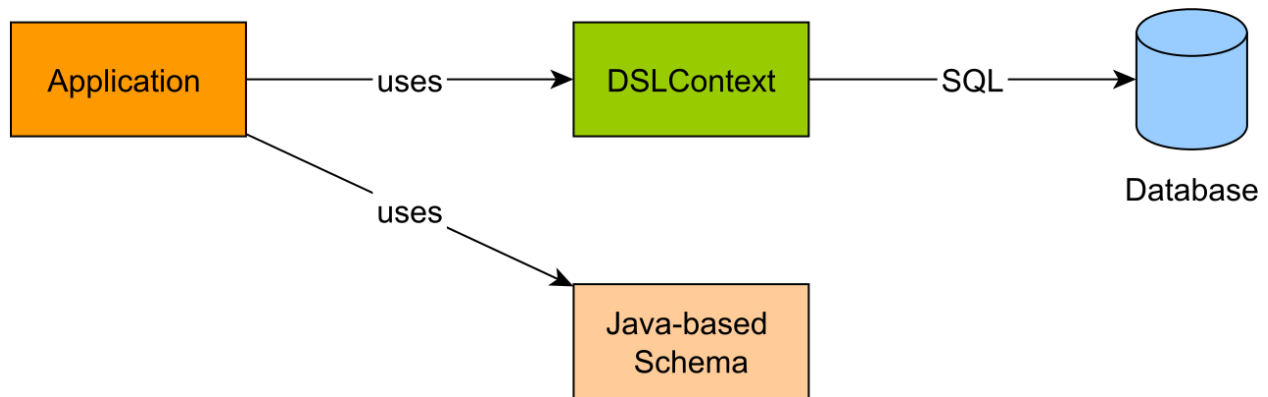 Application
uses
DSLContext
SQL
Database
uses
Java-based
Schema